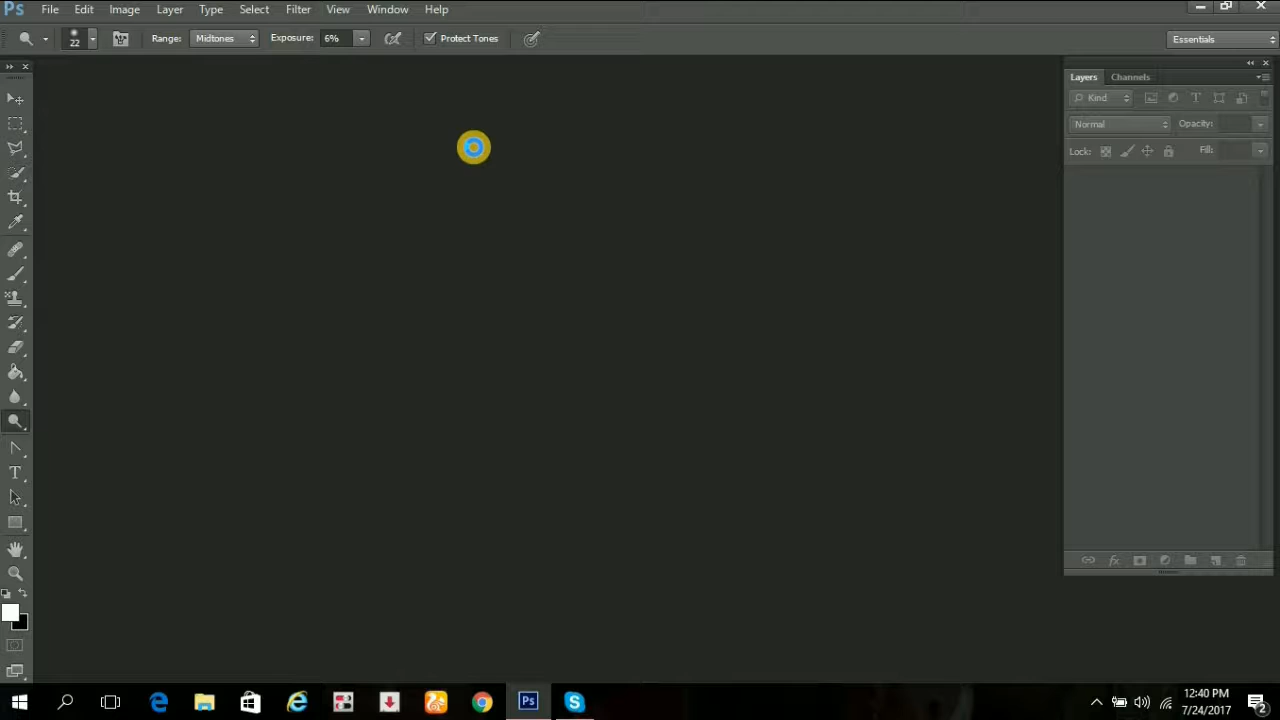 Ps File Edit Image Layer Type Select Filter View Window Help
22 Range: Midtones Exposure: 6% Protect Tones Essentials
Layers Channels
Kind
Normal Opacity:
Lock: Fill:
12:40 PM
7/24/2017
2